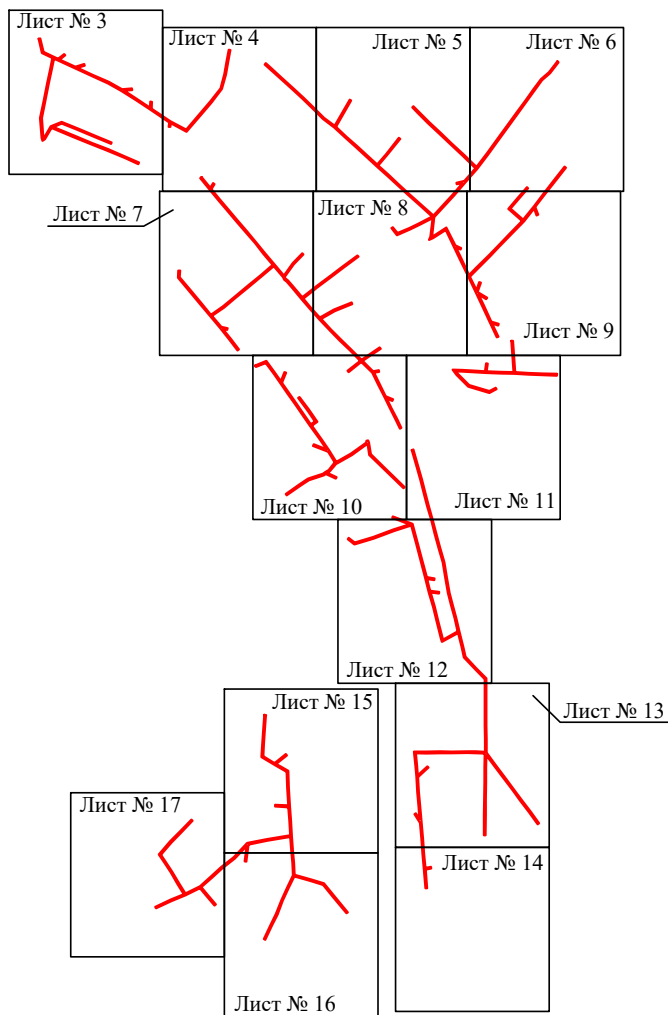 Лист № 3
Лист № 4
Лист № 5
Лист № 6
Лист № 7
Лист № 8
Лист № 9
Лист № 10
Лист № 11
Лист № 12
Лист № 15
Лист № 13
Лист № 17
Лист № 14
Лист № 16